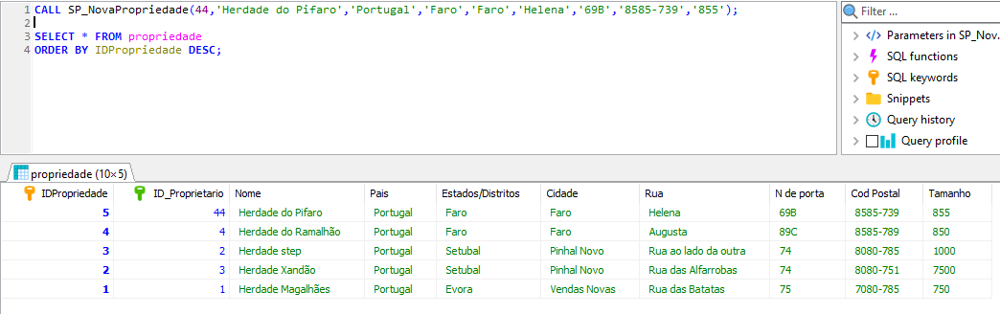 1 CALL SP_NovaPropriedade(44,'Herdade do Pifaro','Portugal','Faro','Faro','Helena','69B','8585-739','855');
2
3 SELECT * FROM propriedade
4 ORDER BY IDPropriedade DESC;
Filter ...
Parameters in SP_Nov...
SQL functions
SQL keywords
Snippets
Query history
Query profile
propriedade (10×5)
IDPropriedade ID_Proprietario Nome Pais Estados/Distritos Cidade Rua N de porta Cod Postal Tamanho
5 44 Herdade do Pifaro Portugal Faro Faro Helena 69B 8585-739 855
4 4 Herdade do Ramalhão Portugal Faro Faro Augusta 89C 8585-789 850
3 2 Herdade step Portugal Setubal Pinhal Novo Rua ao lado da outra 74 8080-785 1000
2 3 Herdade Xandão Portugal Setubal Pinhal Novo Rua das Alfarrobas 74 8080-751 7500
1 1 Herdade Magalhães Portugal Evora Vendas Novas Rua das Batatas 75 7080-785 750